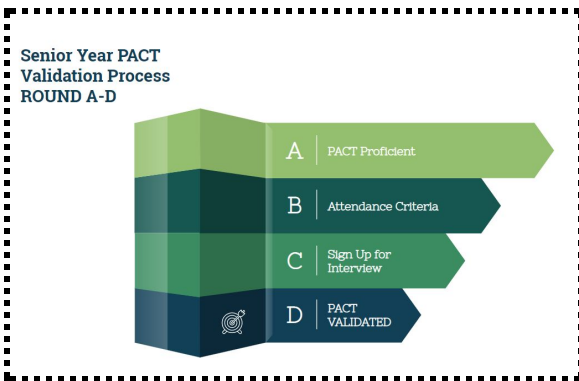 Senior Year PACT
Validation Process
ROUND A-D
A PACT Proficient
B Attendance Criteria
C Sign Up for
Interview
D PACT
VALIDATED